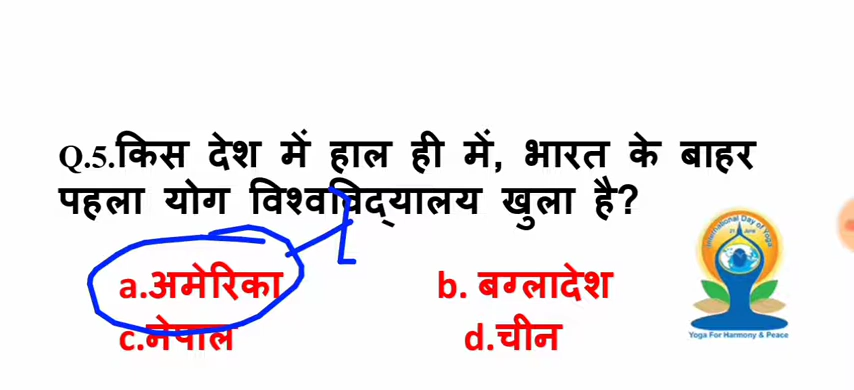 Q.5.किस देश में हाल ही में, भारत के बाहर
पहला योग विश्वविद्यालय खुला है?
a.अमेरिका b. बग्लादेश
c.नेपाल d.चीन
International Day of Yoga
21 June
Yoga For Harmony & Peace